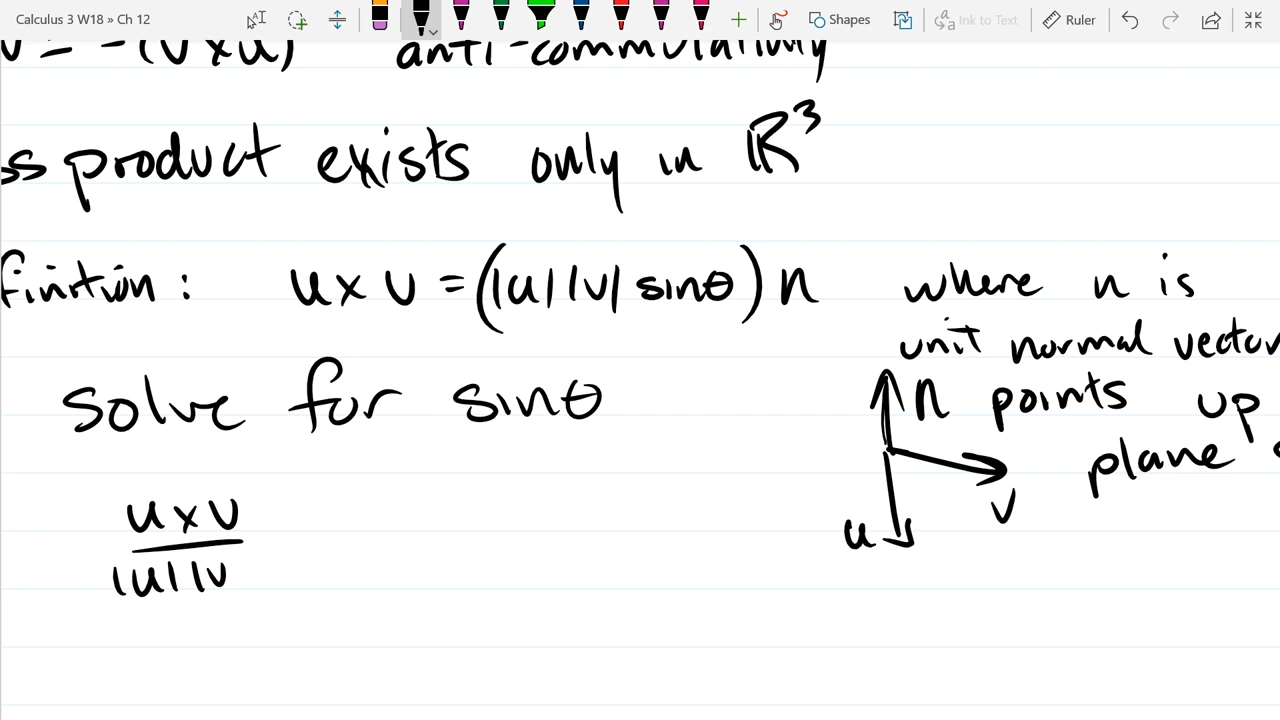 Calculus 3 W18 » Ch 12
Shapes
Ink to Text
Ruler
v = -(v x u) anti-commutativity
ss product exists only in ℝ³
finition: u x v = (|u| |v| sinθ) n where n is
unit normal vector
solve for sinθ
n points up
plane
v
u
u x v
|u| |v